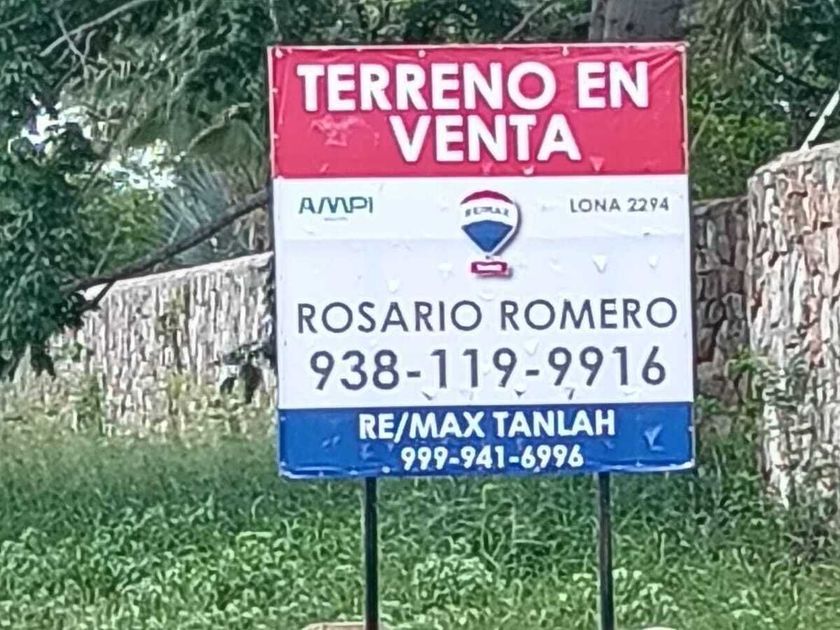 TERRENO EN
VENTA
AMPI
RE/MAX
LONA 2294
ROSARIO ROMERO
938-119-9916
RE/MAX TANLAH
999-941-6996